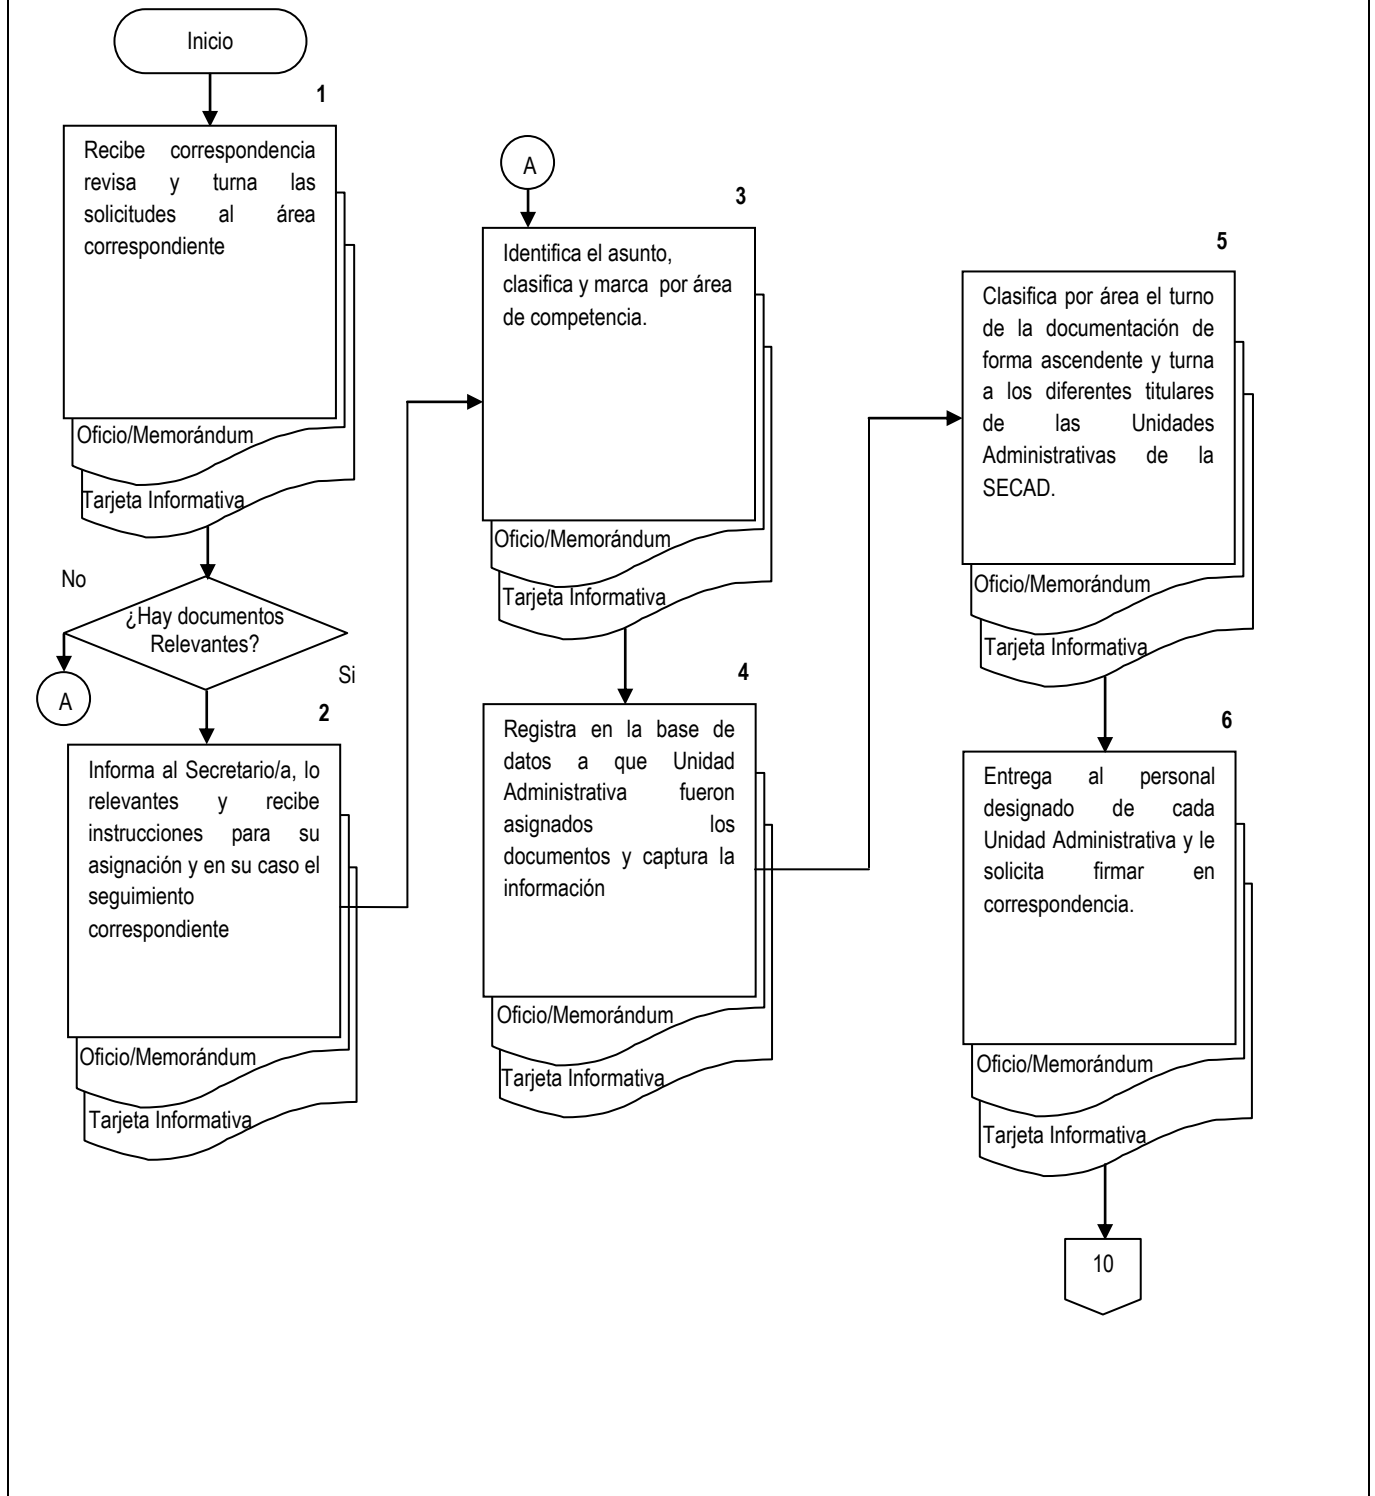 Inicio
1
Recibe correspondencia
revisa y turna las
solicitudes al área
correspondiente
Oficio/Memorándum
Tarjeta Informativa
No
¿Hay documentos
Relevantes?
Si
A
2
Informa al Secretario/a, lo
relevantes y recibe
instrucciones para su
asignación y en su caso el
seguimiento
correspondiente
Oficio/Memorándum
Tarjeta Informativa
A
3
Identifica el asunto,
clasifica y marca por área
de competencia.
Oficio/Memorándum
Tarjeta Informativa
4
Registra en la base de
datos a que Unidad
Administrativa fueron
asignados los
documentos y captura la
información
Oficio/Memorándum
Tarjeta Informativa
5
Clasifica por área el turno
de la documentación de
forma ascendente y turna
a los diferentes titulares
de las Unidades
Administrativas de la
SECAD.
Oficio/Memorándum
Tarjeta Informativa
6
Entrega al personal
designado de cada
Unidad Administrativa y le
solicita firmar en
correspondencia.
Oficio/Memorándum
Tarjeta Informativa
10